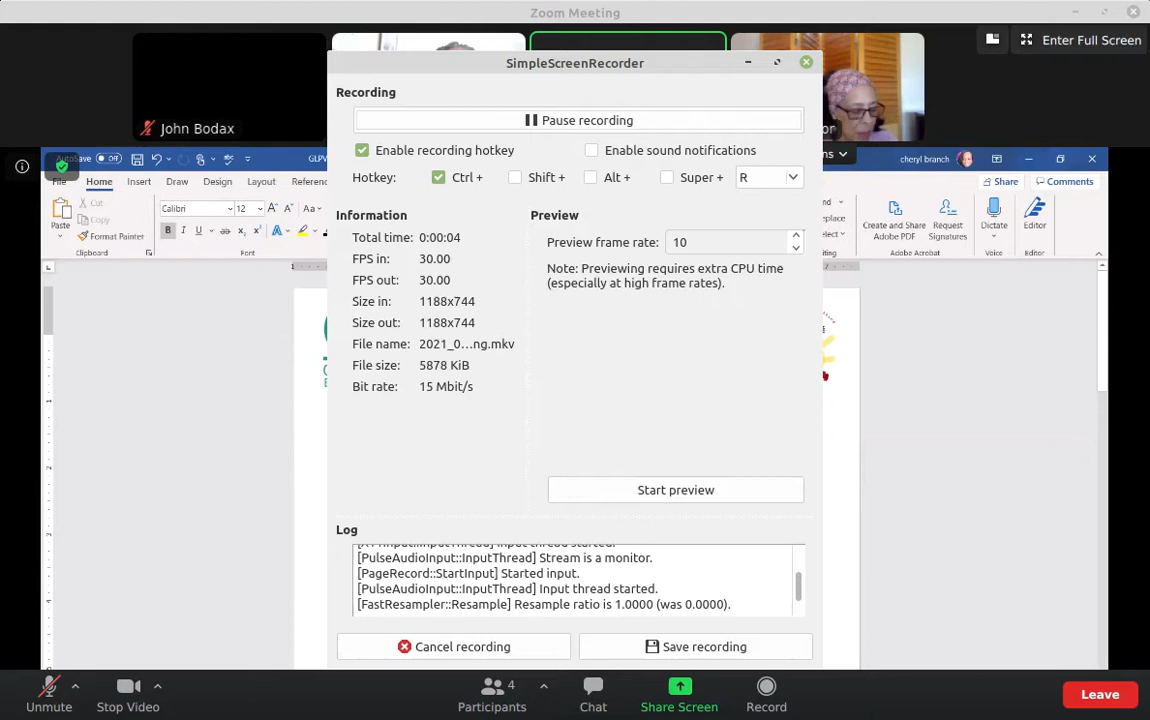 Zoom Meeting
Enter Full Screen
John Bodax
SimpleScreenRecorder
Recording
Pause recording
Enable recording hotkey
Enable sound notifications
Hotkey:
Ctrl +
Shift +
Alt +
Super +
R
Information
Total time: 0:00:04
FPS in: 30.00
FPS out: 30.00
Size in: 1188x744
Size out: 1188x744
File name: 2021_0...ng.mkv
File size: 5878 KiB
Bit rate: 15 Mbit/s
Preview
Preview frame rate: 10
Note: Previewing requires extra CPU time
(especially at high frame rates).
Start preview
Log
[PulseAudioInput::InputThread] Stream is a monitor.
[PageRecord::StartInput] Started input.
[PulseAudioInput::InputThread] Input thread started.
[FastResampler::Resample] Resample ratio is 1.0000 (was 0.0000).
Cancel recording
Save recording
AutoSave Off
GLPV
cheryl branch
File Home Insert Draw Design Layout Referenc
Share
Comments
Paste
Cut
Copy
Format Painter
Clipboard
Calibri 12
Font
Create and Share Adobe PDF
Request Signatures
Adobe Acrobat
Dictate
Voice
Editor
Editor
Unmute
Stop Video
Participants 4
Chat
Share Screen
Record
Leave